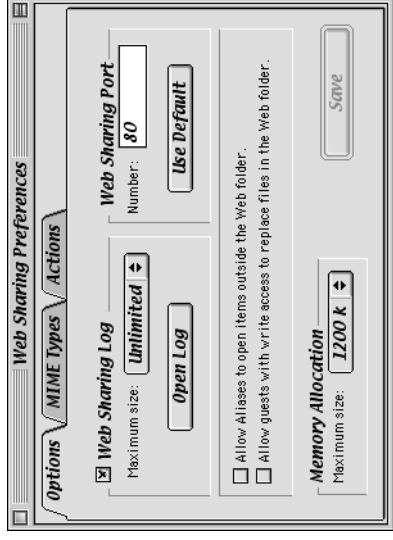 Web Sharing Preferences
Options
MIME Types
Actions
Web Sharing Log
Maximum size: Unlimited
Open Log
Web Sharing Port
Number: 80
Use Default
Allow Aliases to open items outside the Web folder.
Allow guests with write access to replace files in the Web folder.
Memory Allocation
Maximum size: 1200 k
Save